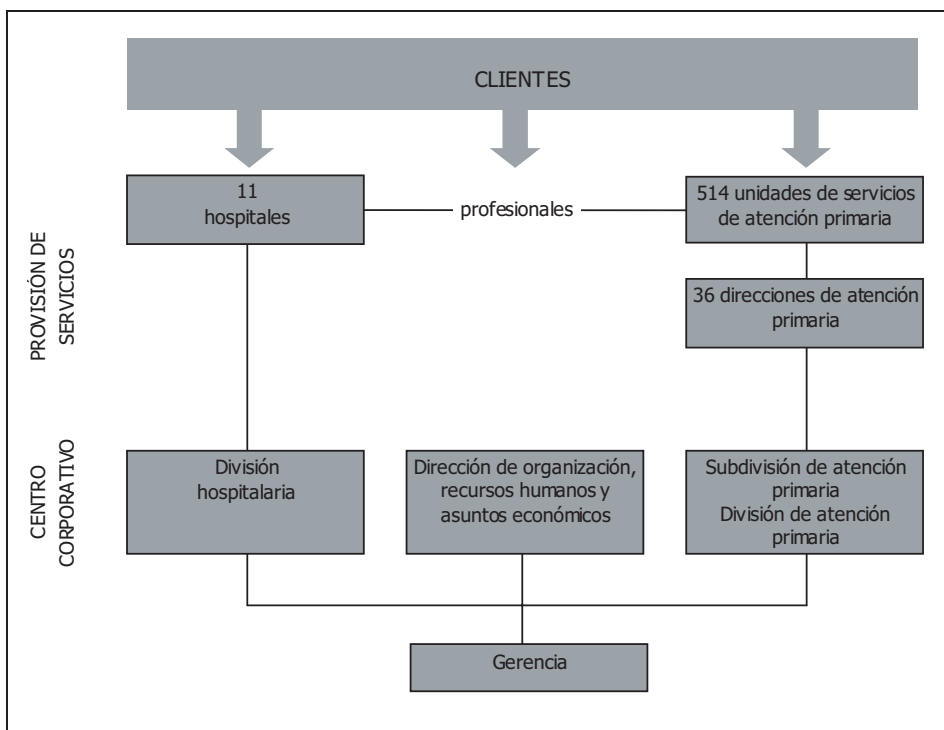 CLIENTES
11
hospitales
profesionales
514 unidades de servicios
de atención primaria
36 direcciones de atención
primaria
PROVISIÓN DE
SERVICIOS
División
hospitalaria
Dirección de organización,
recursos humanos y
asuntos económicos
Subdivisión de atención
primaria
División de atención
primaria
CENTRO
CORPORATIVO
Gerencia